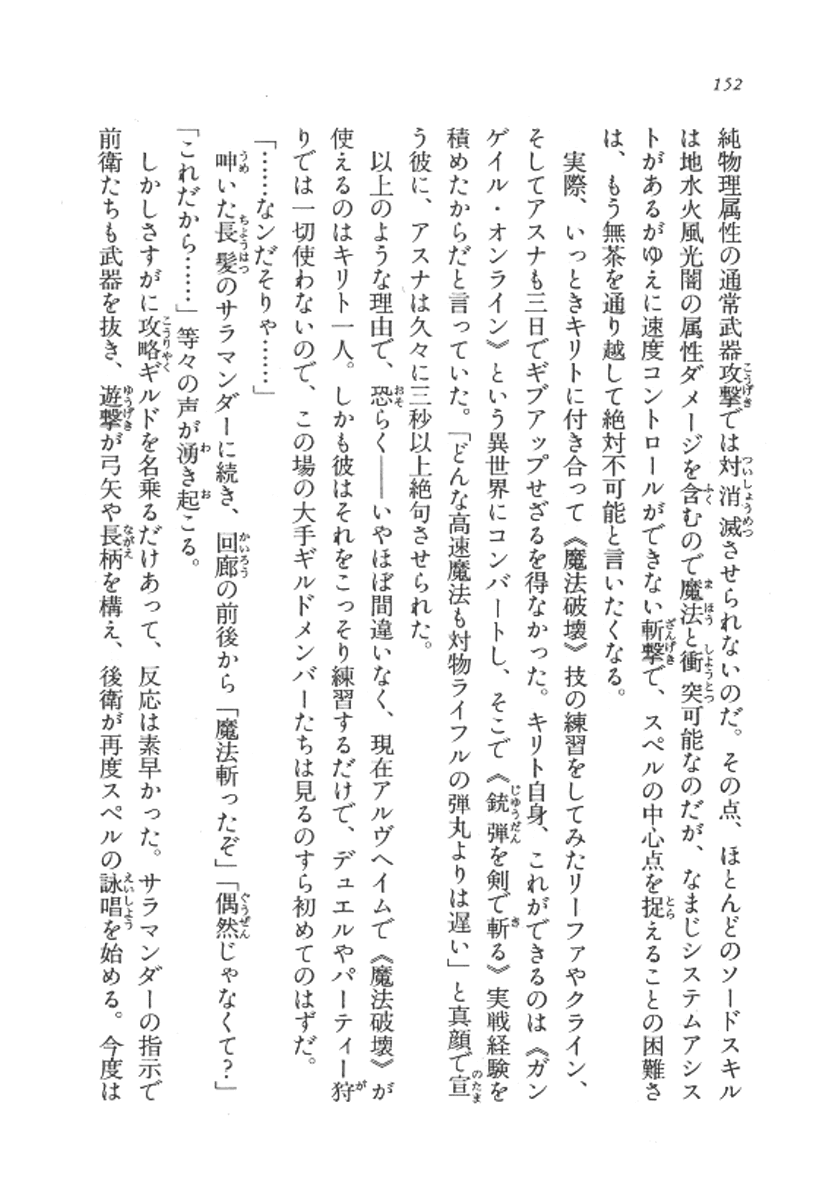 152
純物理属性の通常武器攻撃では対消滅させられないのだ。その点、ほとんどのソードスキル
は地水火風光闇の属性ダメージを含むので魔法と衝突可能なのだが、なまじシステムアシス
トがあるがゆえに速度コントロールができない斬撃で、スペルの中心点を捉えることの困難さ
は、もう無茶を通り越して絶対不可能と言いたくなる。
実際、いっときキリトに付き合って《魔法破壊》技の練習をしてみたリーファやクライン、
そしてアスナも三日でギブアップせざるを得なかった。キリト自身、これができるのは《ガン
ゲイル・オンライン》という異世界にコンバートし、そこで《銃弾を剣で斬る》実戦経験を
積めたからだと言っていた。「どんな高速魔法も対物ライフルの弾丸よりは遅い」と真顔で宣
う彼に、アスナは久々に三秒以上絶句させられた。
以上のような理由で、恐らく――いやほぼ間違いなく、現在アルヴヘイムで《魔法破壊》が
使えるのはキリト一人。しかも彼はそれをこっそり練習するだけで、デュエルやパーティー狩
りでは一切使わないので、この場の大手ギルドメンバーたちは見るのすら初めてのはずだ。
「……なンだそりゃ……」
呻いた長髪のサラマンダーに続き、回廊の前後から「魔法斬ったぞ」「偶然じゃなくて？」
「これだから……」等々の声が湧き起こる。
しかしさすがに攻略ギルドを名乗るだけあって、反応は素早かった。サラマンダーの指示で
前衛たちも武器を抜き、遊撃が弓矢や長柄を構え、後衛が再度スペルの詠唱を始める。今度は